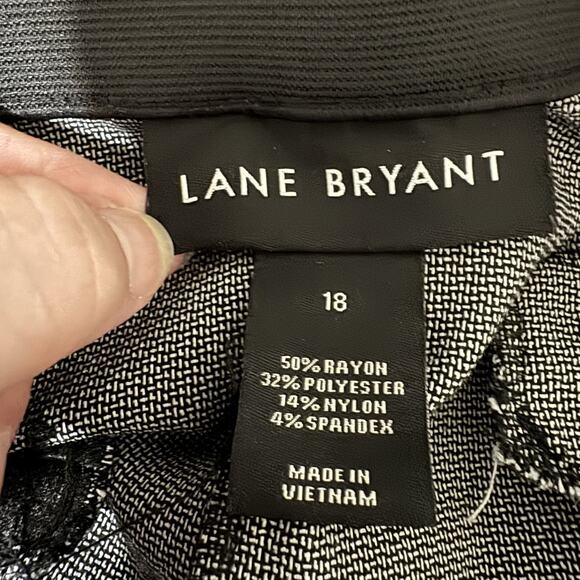 LANE BRYANT
18
50% RAYON
32% POLYESTER
14% NYLON
4% SPANDEX
MADE IN
VIETNAM